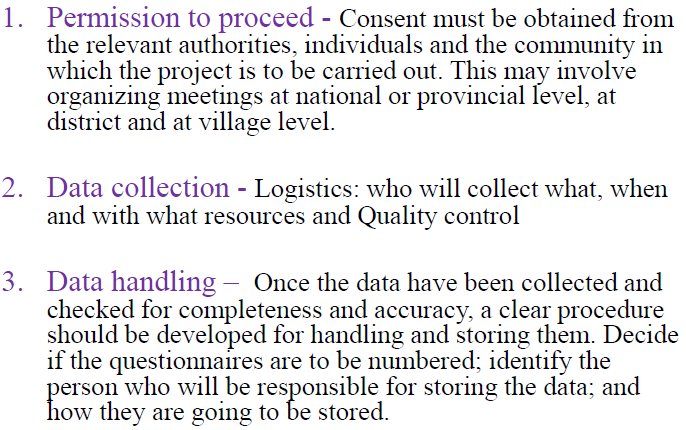 1. Permission to proceed - Consent must be obtained from
the relevant authorities, individuals and the community in
which the project is to be carried out. This may involve
organizing meetings at national or provincial level, at
district and at village level.
2. Data collection - Logistics: who will collect what, when
and with what resources and Quality control
3. Data handling – Once the data have been collected and
checked for completeness and accuracy, a clear procedure
should be developed for handling and storing them. Decide
if the questionnaires are to be numbered; identify the
person who will be responsible for storing the data; and
how they are going to be stored.